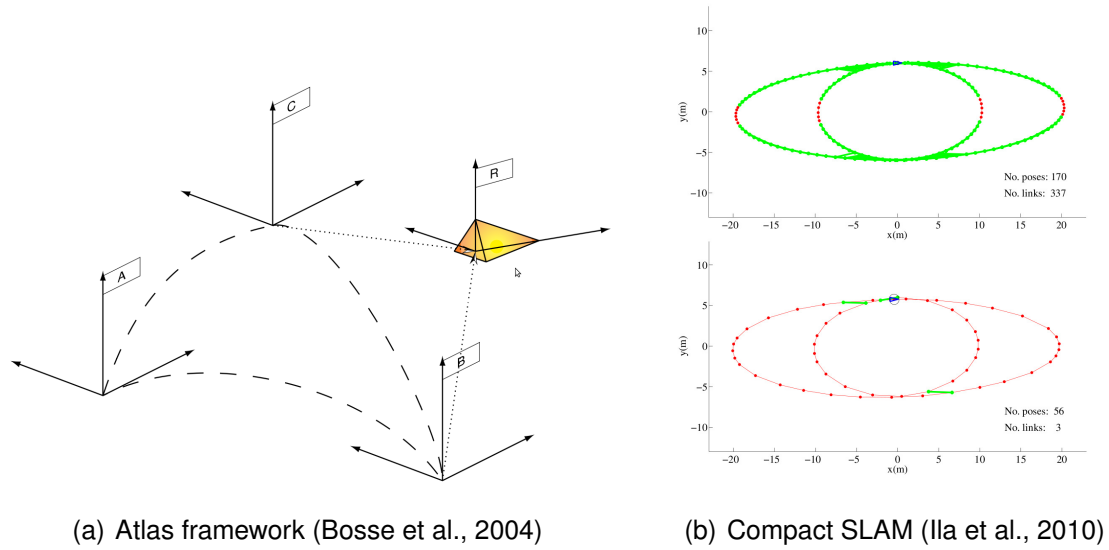 C
R
A
B
10
5
0
−5
−10
y(m)
No. poses: 170
No. links: 337
−20 −15 −10 −5 0 5 10 15 20
x(m)
10
5
0
−5
−10
y(m)
No. poses: 56
No. links: 3
−20 −15 −10 −5 0 5 10 15 20
x(m)
(a) Atlas framework (Bosse et al., 2004)
(b) Compact SLAM (Ila et al., 2010)